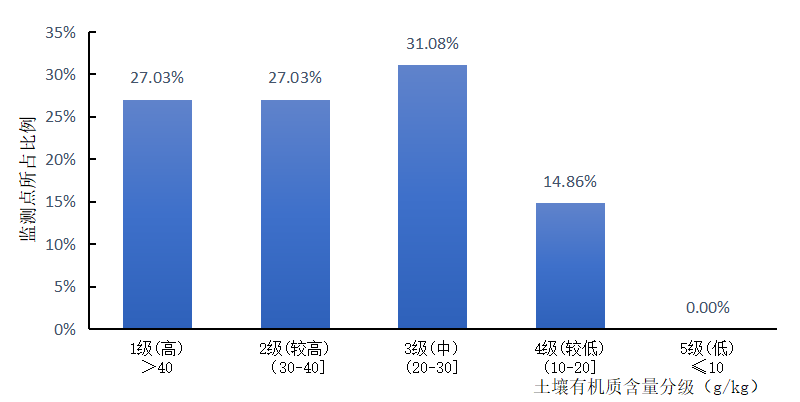 35%
30%
25%
20%
15%
10%
5%
0%
监测点所占比例
27.03%
27.03%
31.08%
14.86%
0.00%
1级(高)
>40
2级(较高)
(30-40]
3级(中)
(20-30]
4级(较低)
(10-20]
5级(低)
≤10
土壤有机质含量分级（g/kg）